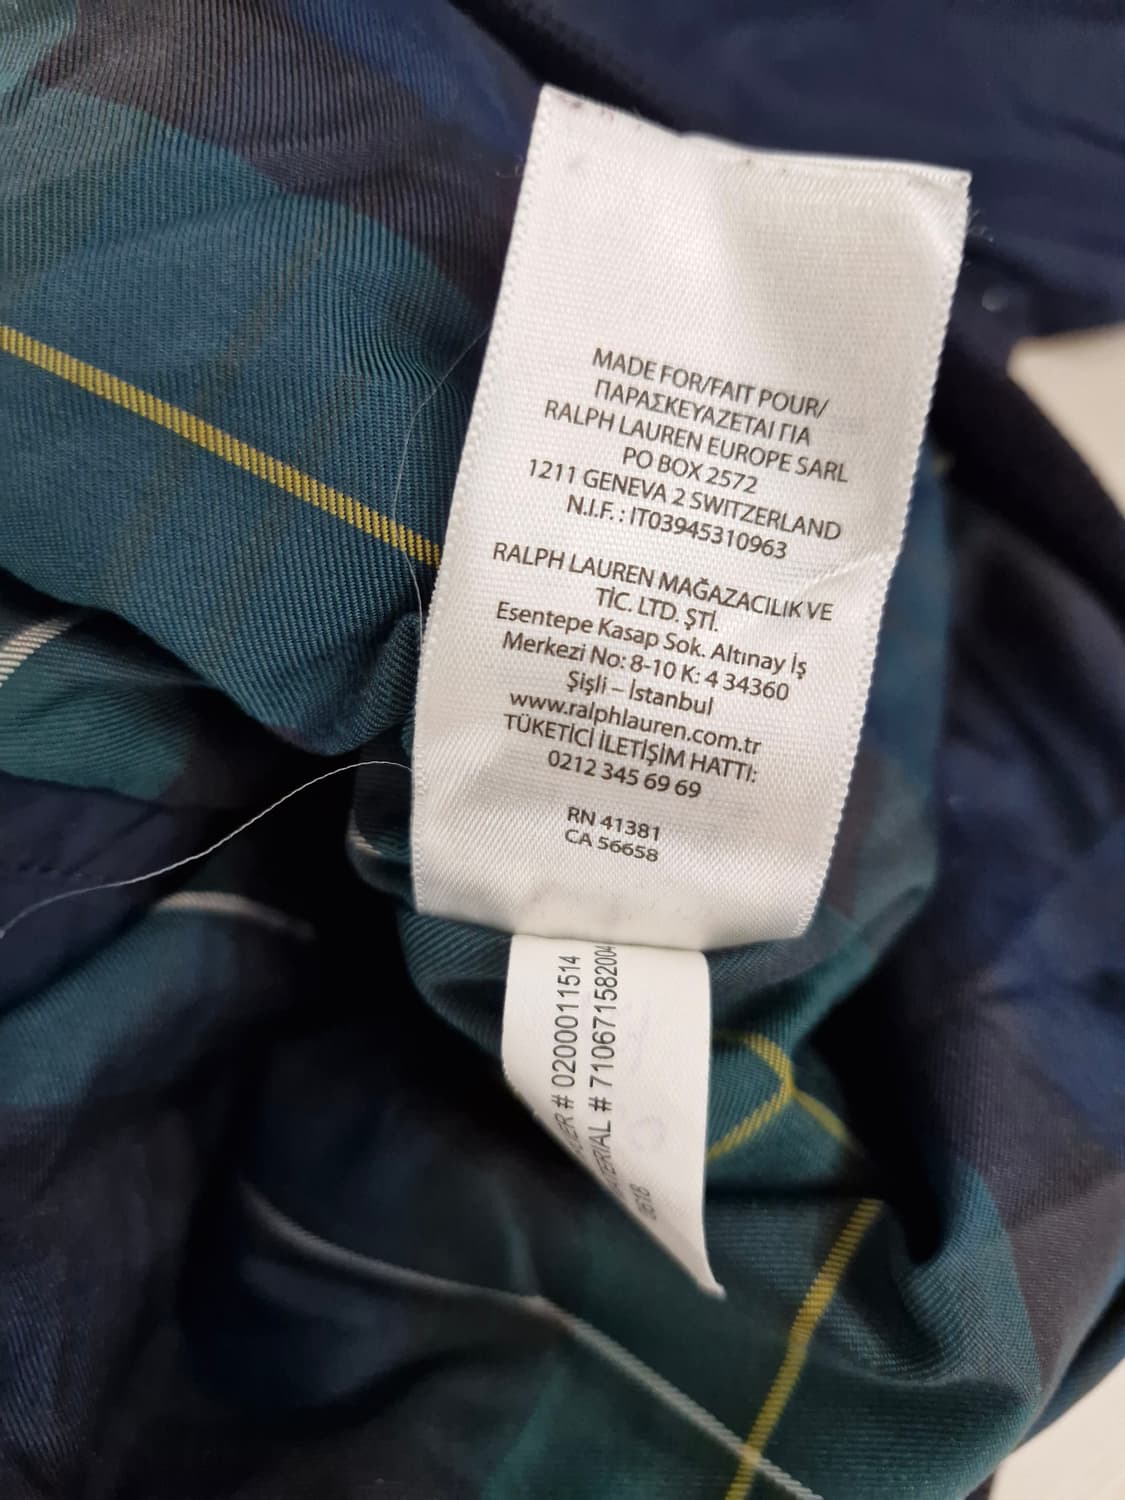 MADE FOR/FAIT POUR/
ΠΑΡΑΣΚΕΥΑΖΕΤΑΙ ΓΙΑ
RALPH LAUREN EUROPE SARL
PO BOX 2572
1211 GENEVA 2 SWITZERLAND
N.I.F. : IT03945310963
RALPH LAUREN MAĞAZACILIK VE
TİC. LTD. ŞTİ.
Esentepe Kasap Sok. Altınay İş
Merkezi No: 8-10 K: 4 34360
Şişli – İstanbul
www.ralphlauren.com.tr
TÜKETİCİ İLETİŞİM HATTI:
0212 345 69 69
RN 41381
CA 56658
# 0200011514
# 710671582004
0618